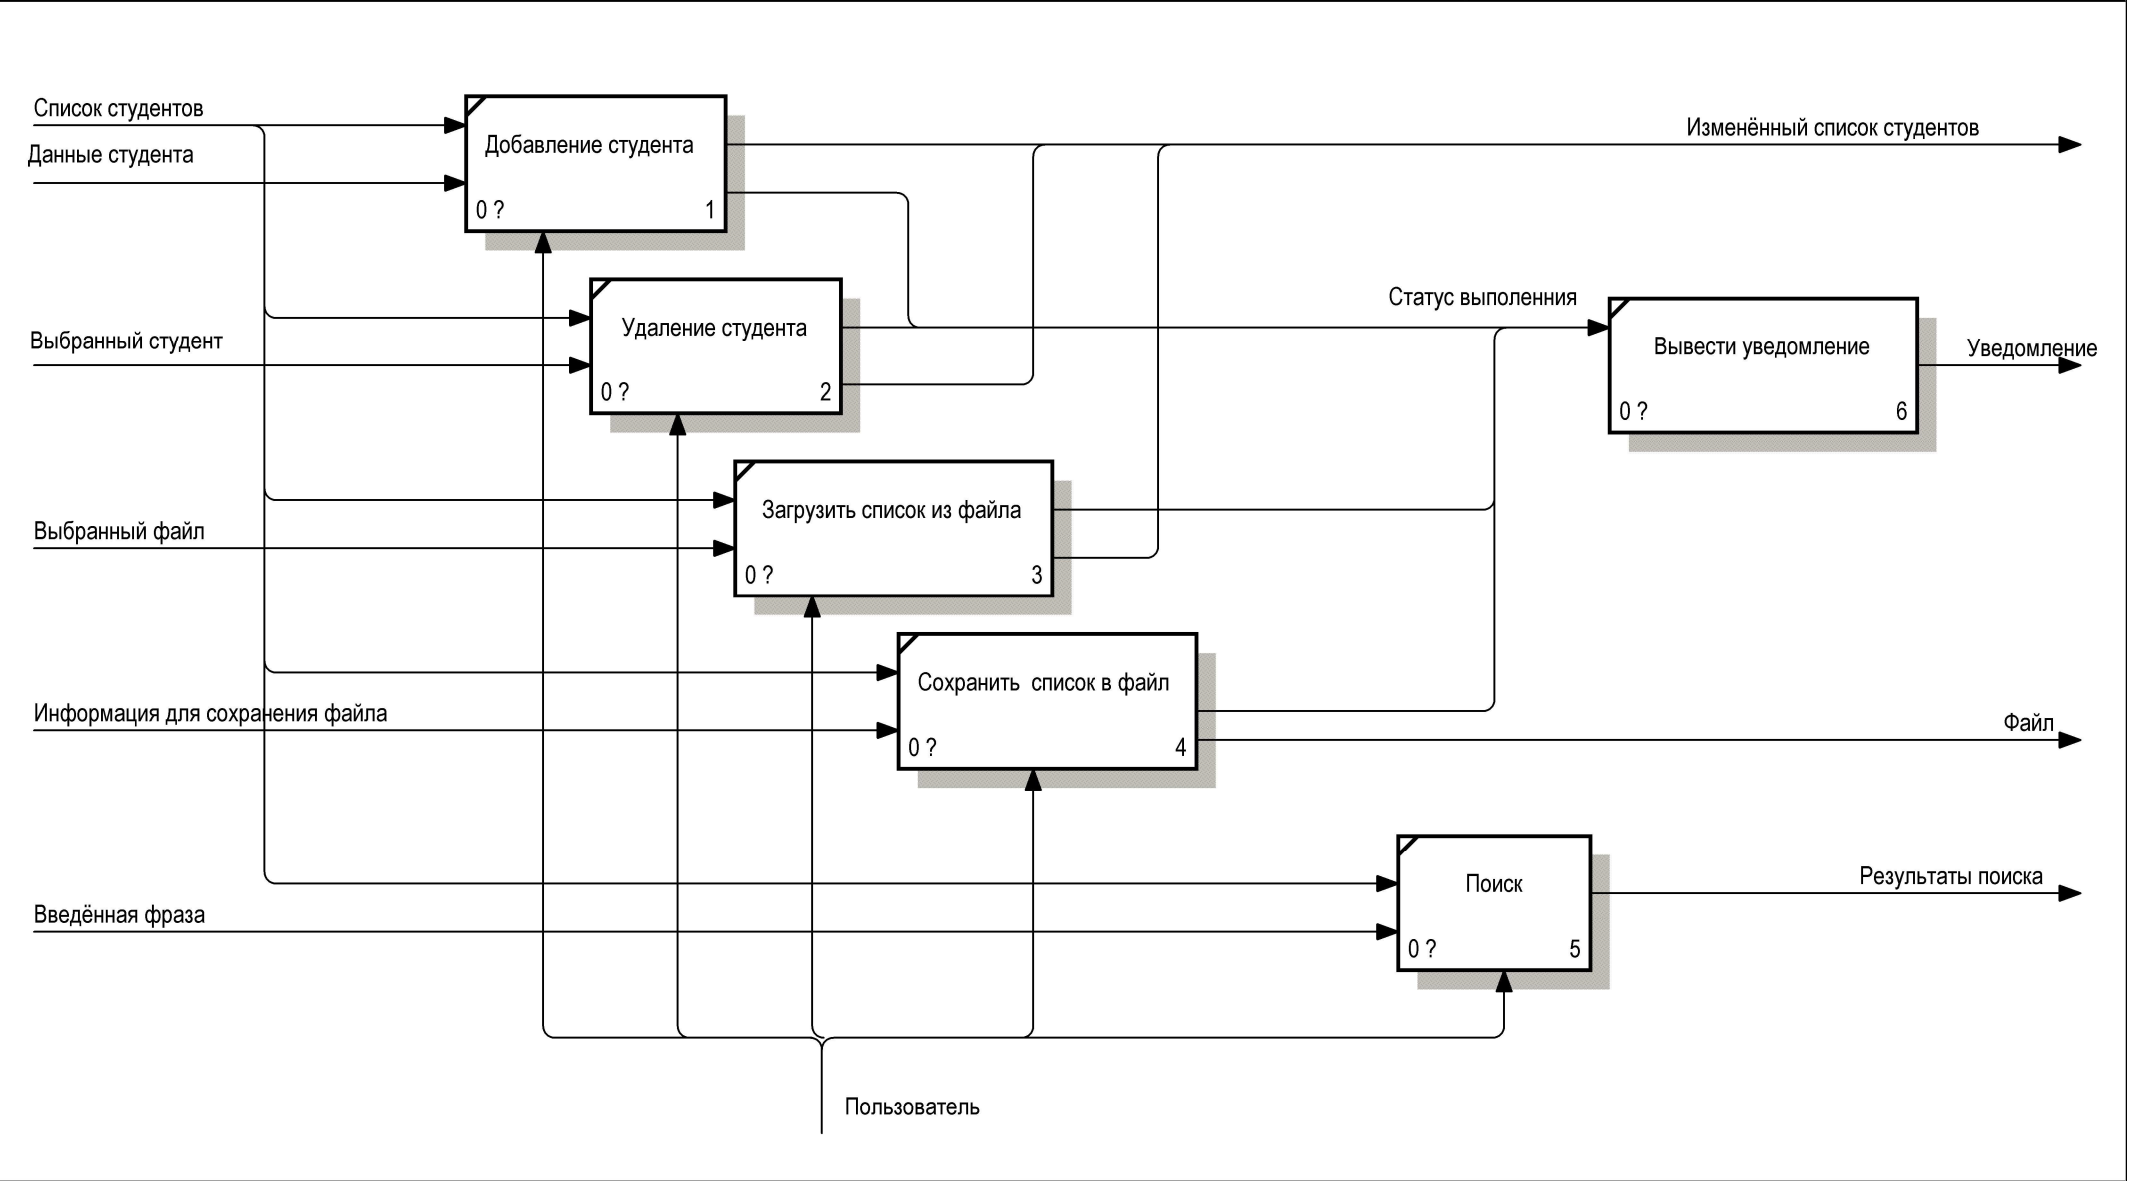 Список студентов
Данные студента
Добавление студента
0 ?
1
Изменённый список студентов
Выбранный студент
Удаление студента
0 ?
2
Статус выполенния
Вывести уведомление
0 ?
6
Уведомление
Выбранный файл
Загрузить список из файла
0 ?
3
Информация для сохранения файла
Сохранить  список в файл
0 ?
4
Файл
Введённая фраза
Поиск
0 ?
5
Результаты поиска
Пользователь